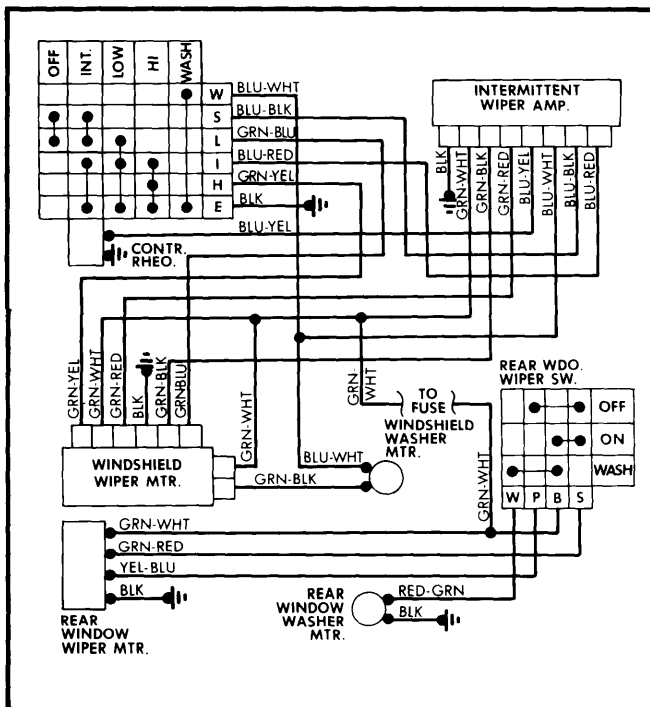 OFF INT. LOW HI WASH
W BLU-WHT
S BLU-BLK
L GRN-BLU
I BLU-RED
H GRN-YEL
E BLK
BLU-YEL
CONTR.
RHEO.
INTERMITTENT
WIPER AMP.
BLK GRN-WHT GRN-BLK GRN-RED BLU-YEL BLU-WHT BLU-BLK BLU-RED
GRN-YEL GRN-WHT GRN-RED BLK GRN-BLK GRN-BLU
GRN-WHT
GRN-WHT
TO
FUSE
WINDSHIELD
WASHER
MTR.
GRN-WHT
REAR WDO.
WIPER SW.
OFF
ON
WASH
W P B S
WINDSHIELD
WIPER MTR.
BLU-WHT
GRN-BLK
GRN-WHT
GRN-RED
YEL-BLU
BLK
REAR
WINDOW
WIPER MTR.
REAR
WINDOW
WASHER
MTR.
RED-GRN
BLK